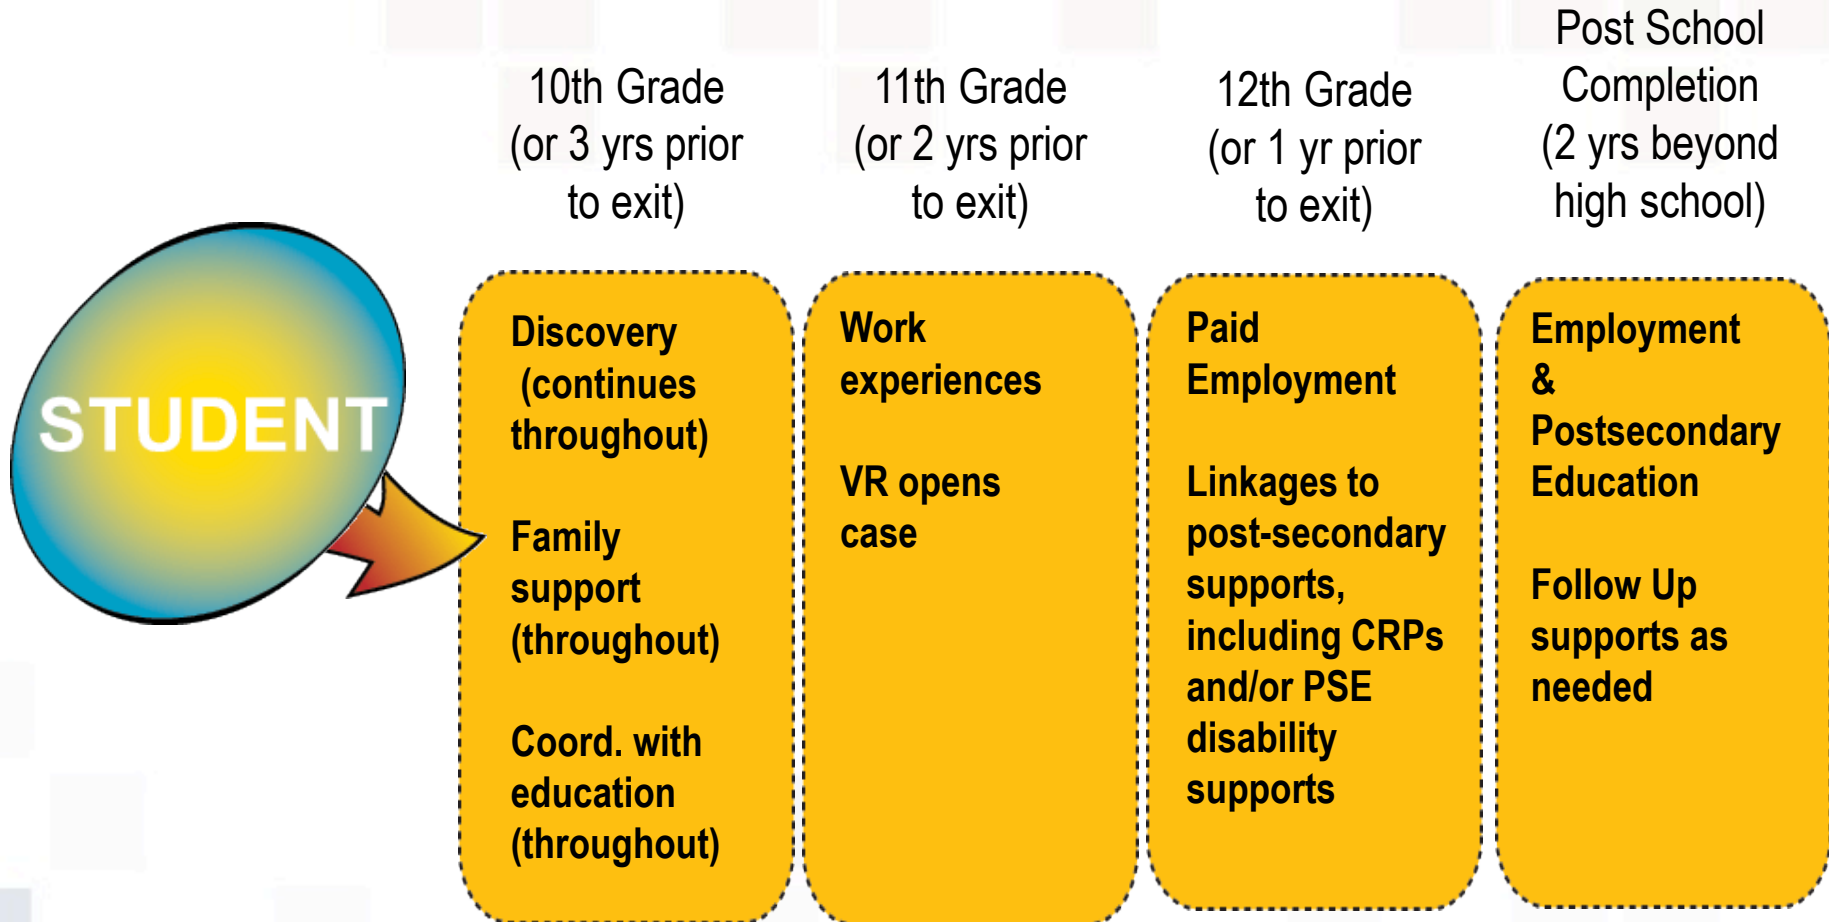 STUDENT
10th Grade
(or 3 yrs prior
to exit)
Discovery
(continues
throughout)
Family
support
(throughout)
Coord. with
education
(throughout)
11th Grade
(or 2 yrs prior
to exit)
Work
experiences
VR opens
case
12th Grade
(or 1 yr prior
to exit)
Paid
Employment
Linkages to
post-secondary
supports,
including CRPs
and/or PSE
disability
supports
Post School
Completion
(2 yrs beyond
high school)
Employment
&
Postsecondary
Education
Follow Up
supports as
needed